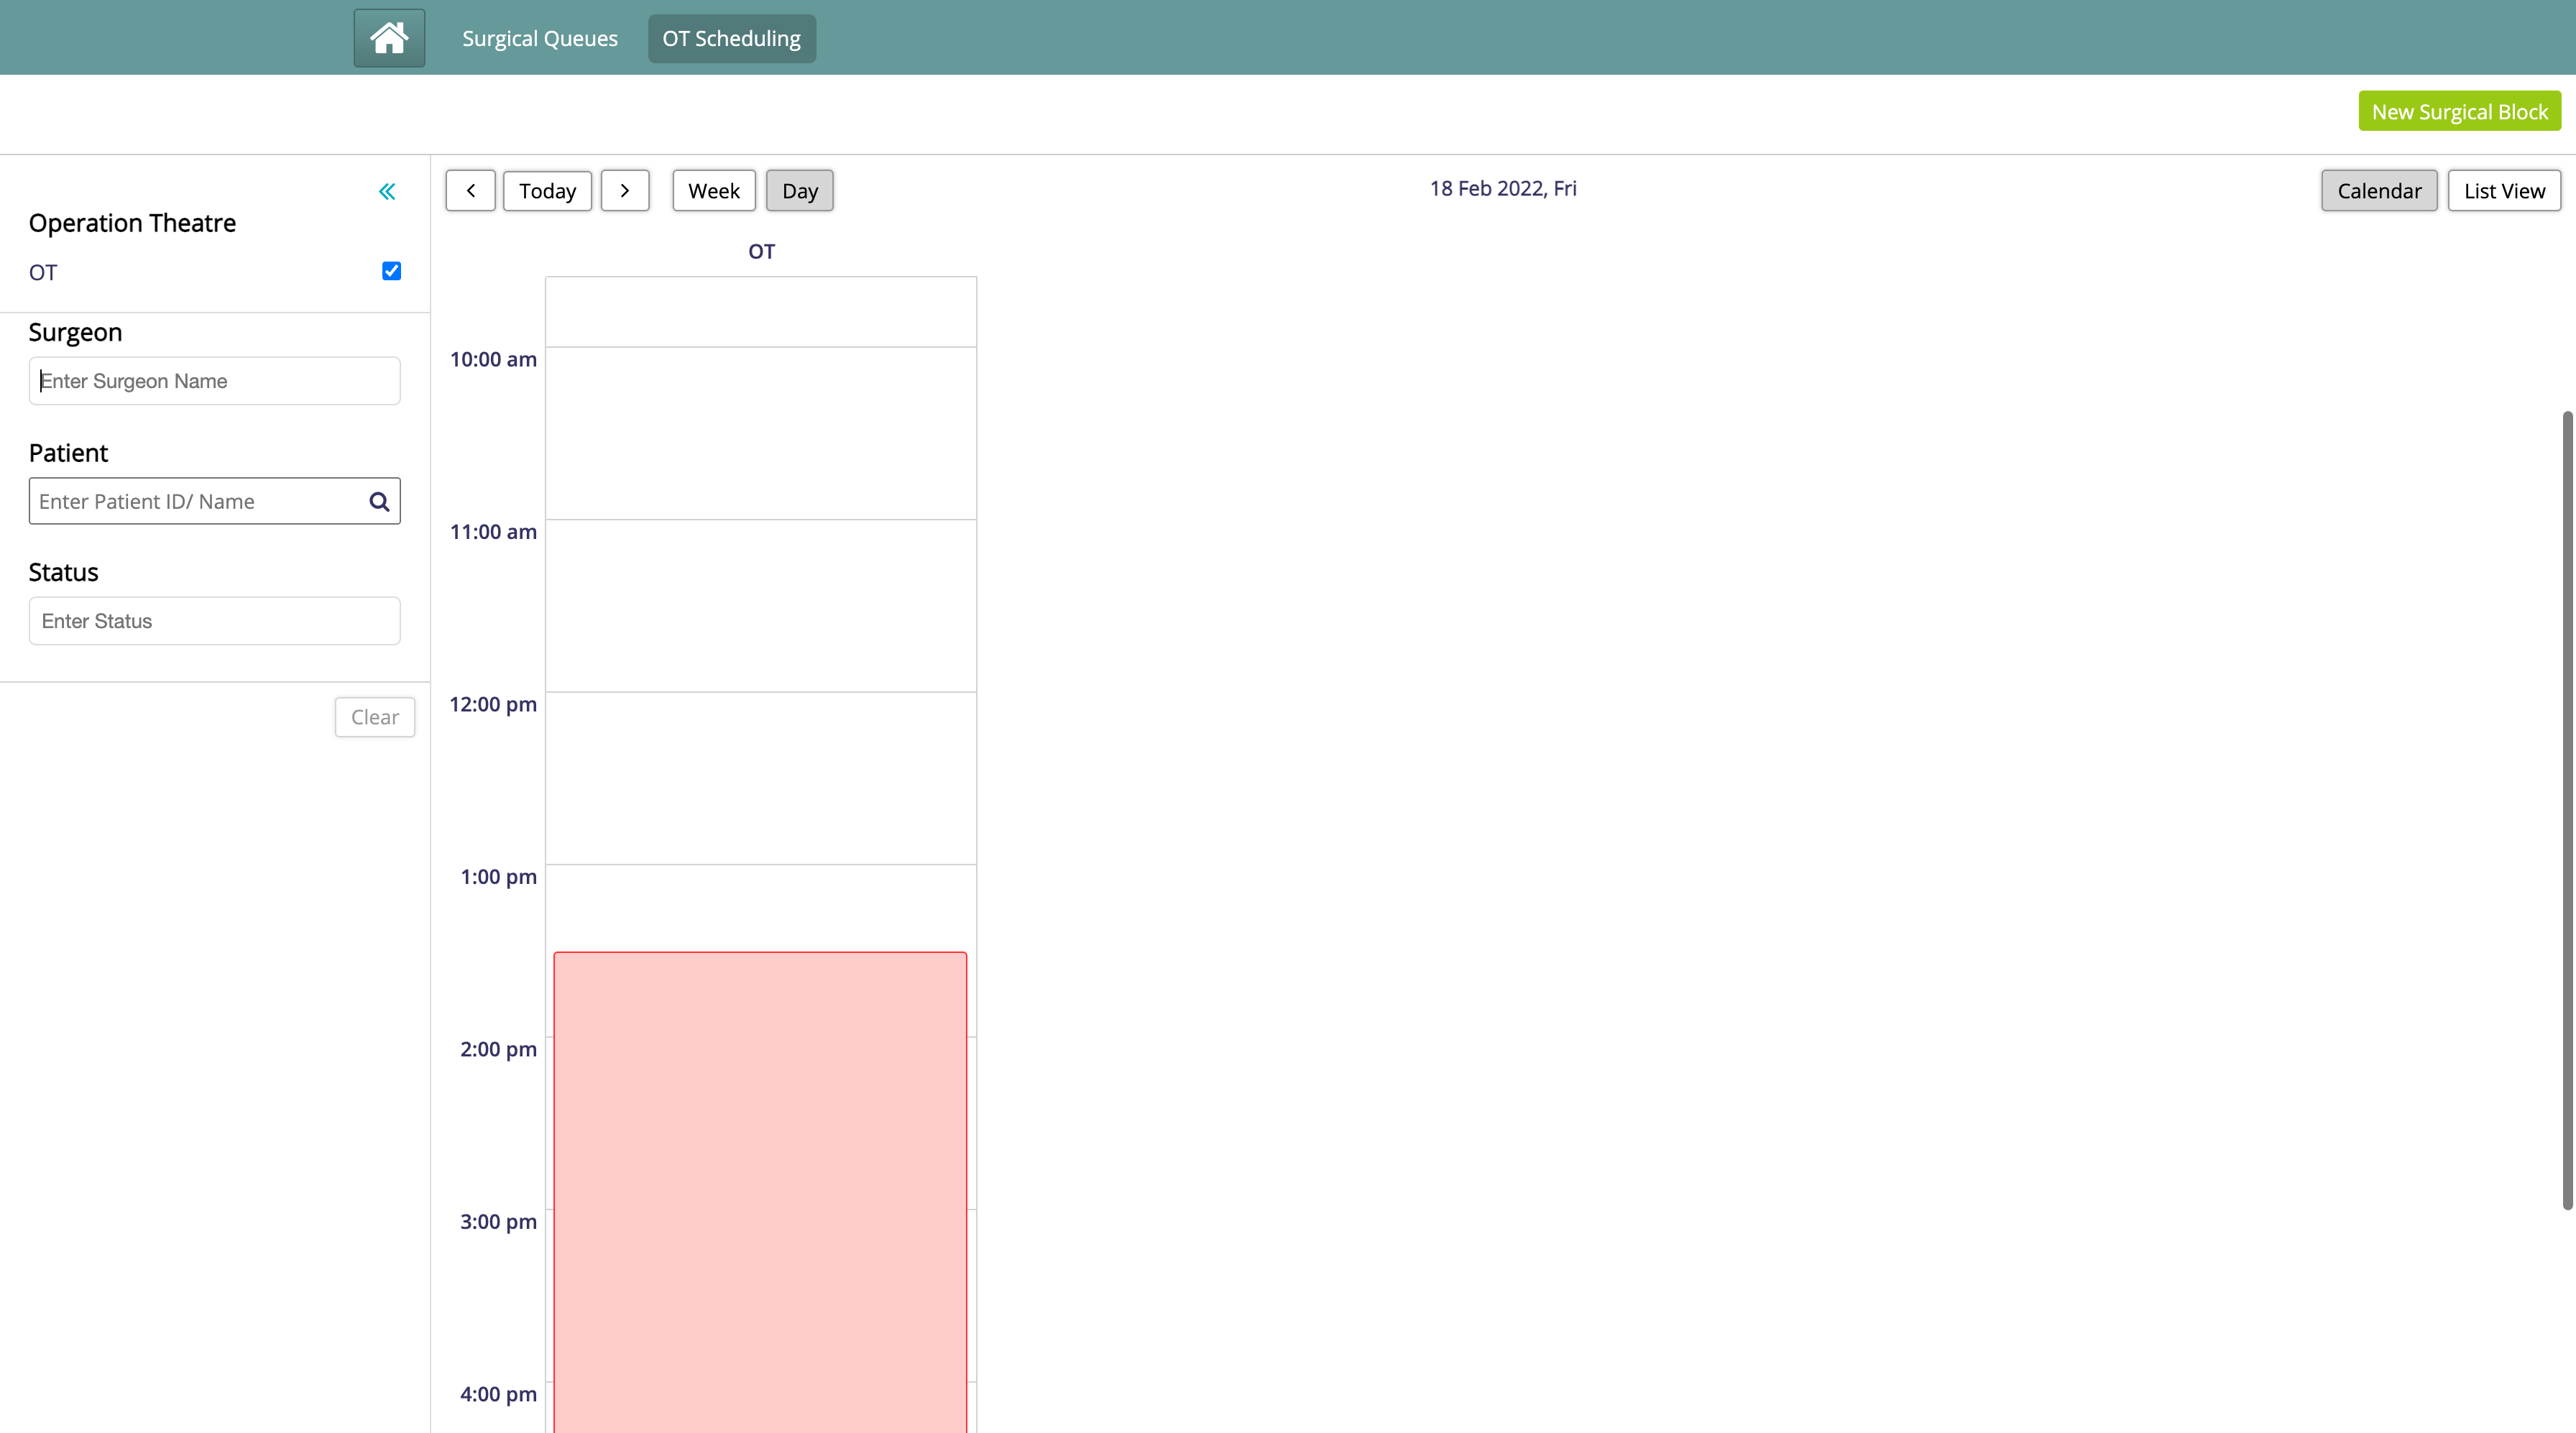 Surgical Queues
OT Scheduling
New Surgical Block
Today
Week
Day
18 Feb 2022, Fri
Calendar
List View
Operation Theatre
OT
Surgeon
Enter Surgeon Name
Patient
Enter Patient ID/ Name
Status
Enter Status
Clear
OT
10:00 am
11:00 am
12:00 pm
1:00 pm
2:00 pm
3:00 pm
4:00 pm